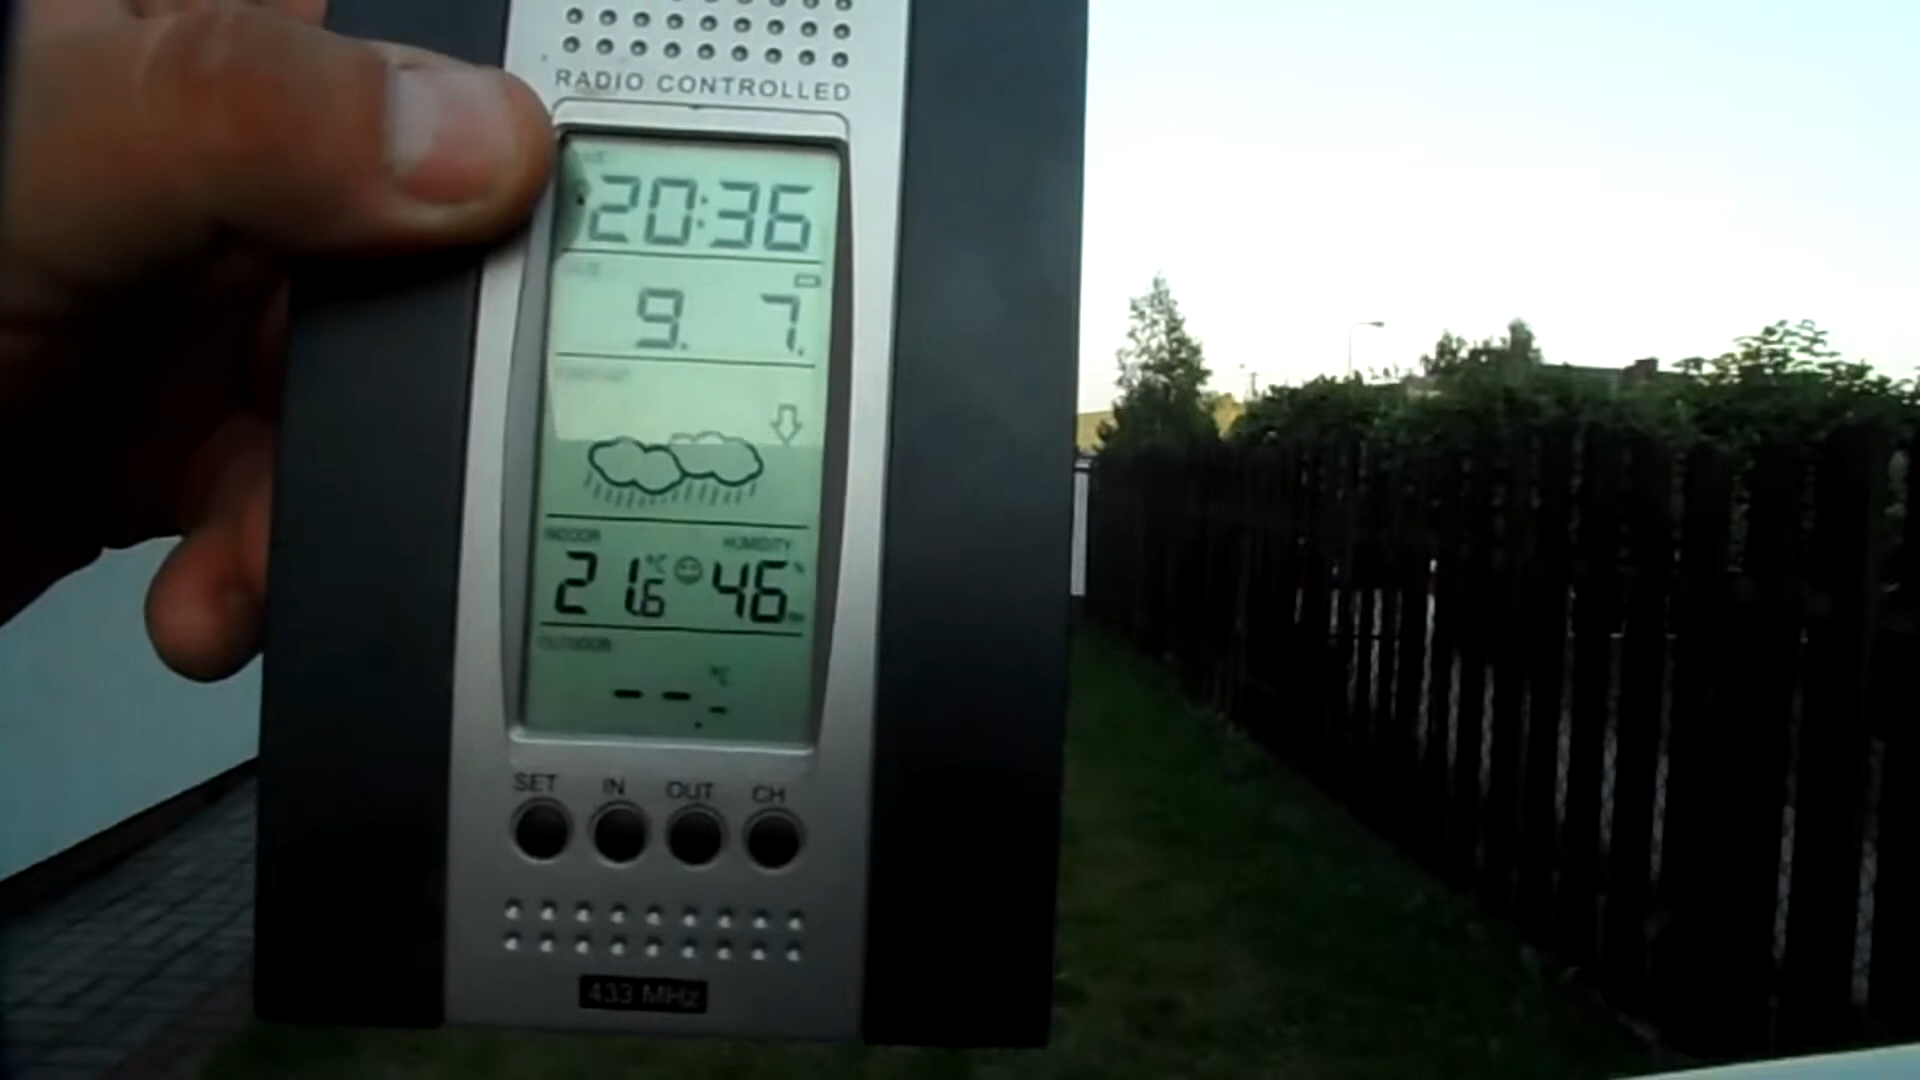 RADIO CONTROLLED
20:36
9. 7.
INDOOR HUMIDITY
21.6 °C 46 %
OUTDOOR
--.- °C
SET IN OUT CH
433 MHz